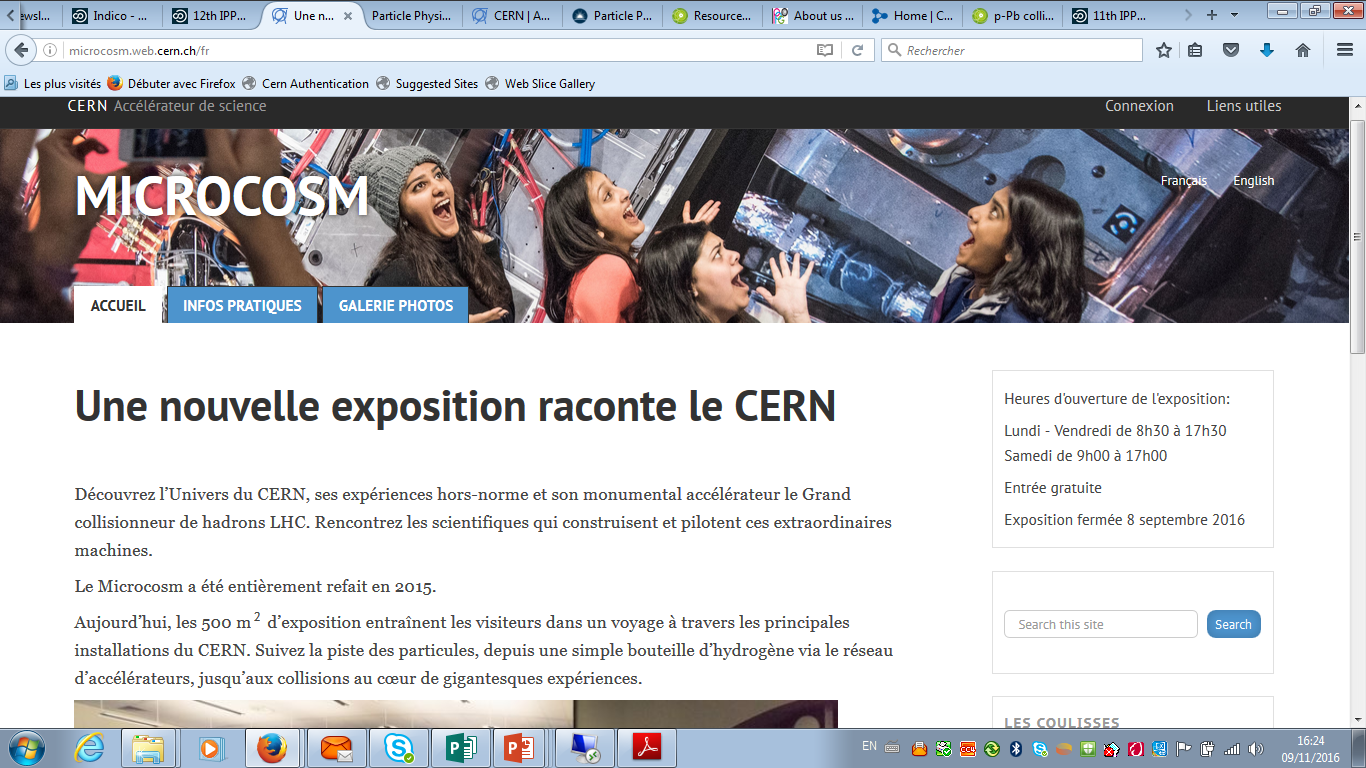 ewsl...
Indico - ...
12th IPP...
Une n...
Particle Physi...
CERN | A...
Particle P...
Resource...
About us ...
Home | C...
p-Pb colli...
11th IPP...
microcosm.web.cern.ch/fr
Rechercher
Les plus visités
Débuter avec Firefox
Cern Authentication
Suggested Sites
Web Slice Gallery
CERN Accélérateur de science
Connexion
Liens utiles
MICROCOSM
Français
English
ACCUEIL
INFOS PRATIQUES
GALERIE PHOTOS
Une nouvelle exposition raconte le CERN
Découvrez l’Univers du CERN, ses expériences hors-norme et son monumental accélérateur le Grand
collisionneur de hadrons LHC. Rencontrez les scientifiques qui construisent et pilotent ces extraordinaires
machines.
Le Microcosm a été entièrement refait en 2015.
Aujourd’hui, les 500 m² d’exposition entraînent les visiteurs dans un voyage à travers les principales
installations du CERN. Suivez la piste des particules, depuis une simple bouteille d’hydrogène via le réseau
d’accélérateurs, jusqu’aux collisions au cœur de gigantesques expériences.
Heures d'ouverture de l'exposition:
Lundi - Vendredi de 8h30 à 17h30
Samedi de 9h00 à 17h00
Entrée gratuite
Exposition fermée 8 septembre 2016
Search this site
Search
LES COULISSES
EN
16:24
09/11/2016